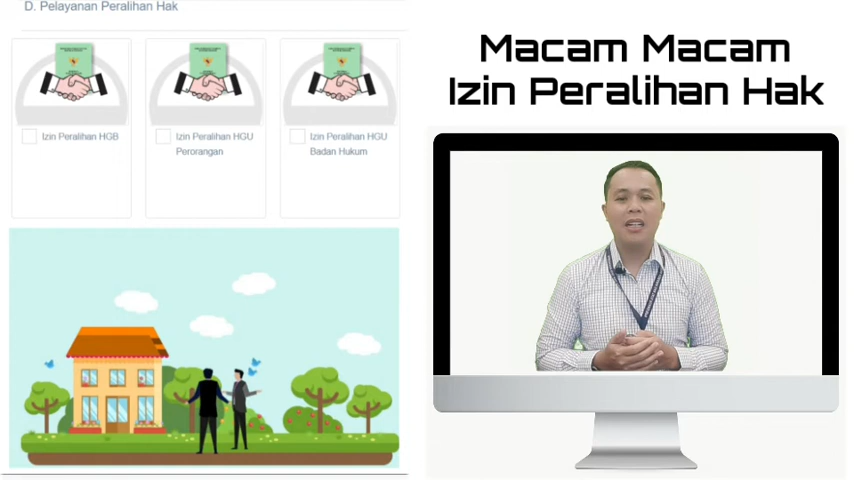 D. Pelayanan Peralihan Hak
Izin Peralihan HGB
Izin Peralihan HGU
Perorangan
Izin Peralihan HGU
Badan Hukum
Macam Macam
Izin Peralihan Hak